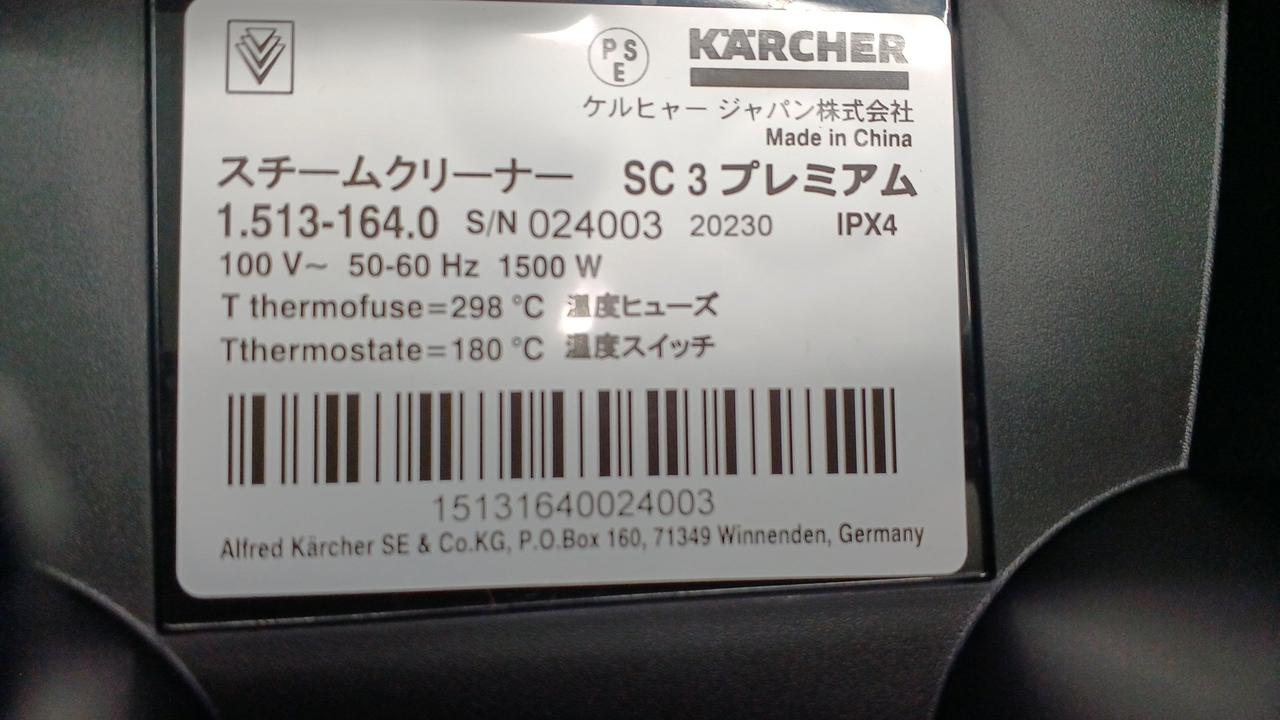 PSE
KÄRCHER
ケルヒャー ジャパン株式会社
Made in China
スチームクリーナー SC 3 プレミアム
1.513-164.0 S/N 024003 20230 IPX4
100 V~ 50-60 Hz 1500 W
T thermofuse=298 °C 温度ヒューズ
Tthermostate=180 °C 温度スイッチ
15131640024003
Alfred Kärcher SE & Co.KG, P.O.Box 160, 71349 Winnenden, Germany